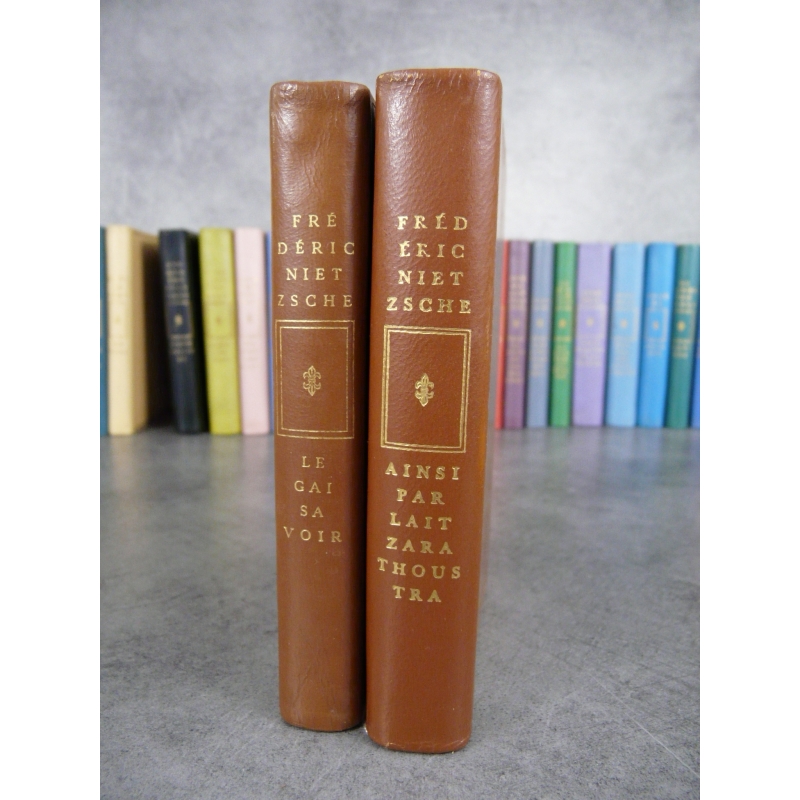 FRÉ
DÉRIC
NIET
ZSCHE
LE
GAI
SA
VOIR
FRÉD
ÉRIC
NIET
ZSCHE
AINSI
PAR
LAIT
ZARA
THOUS
TRA